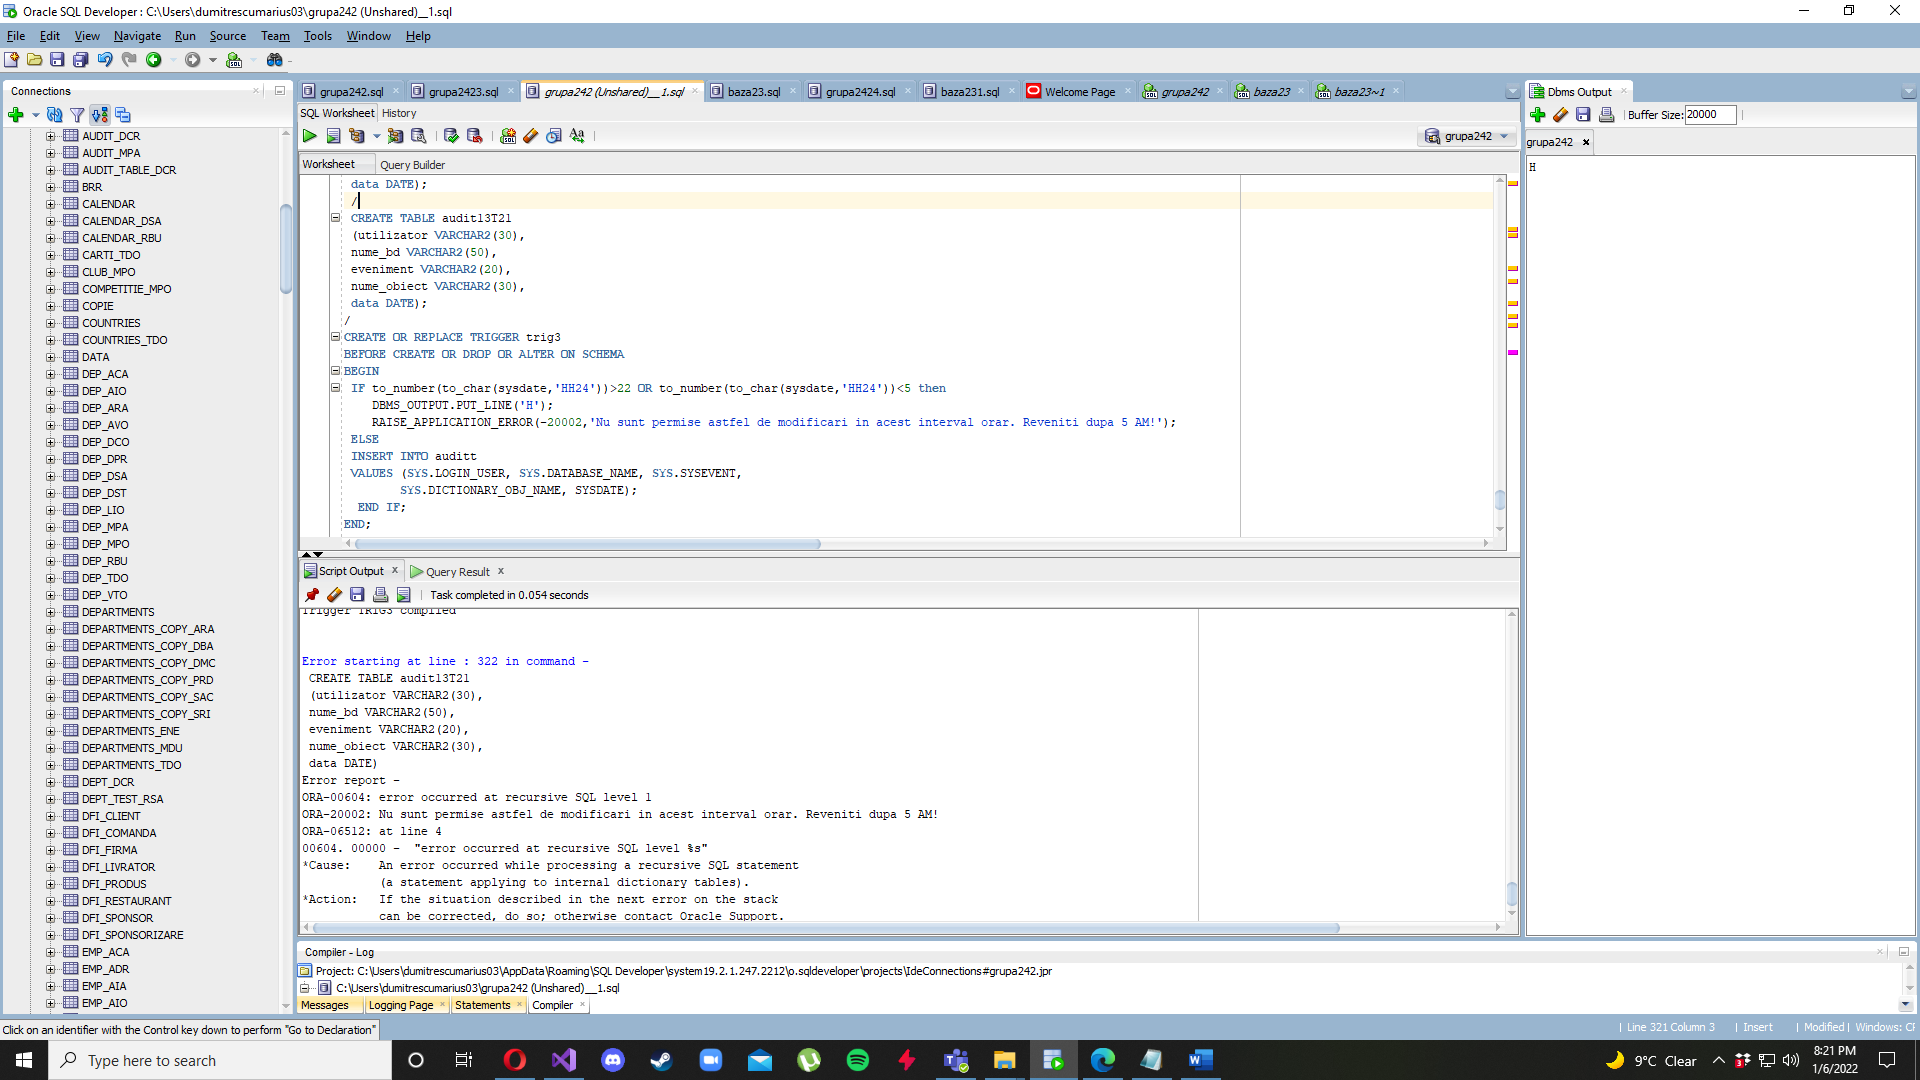 Oracle SQL Developer : C:\Users\dumitrescumarius03\grupa242 (Unshared)__1.sql
File Edit View Navigate Run Source Team Tools Window Help
Connections
AUDIT_DCR
AUDIT_MPA
AUDIT_TABLE_DCR
BRR
CALENDAR
CALENDAR_DSA
CALENDAR_RBU
CARTI_TDO
CLUB_MPO
COMPETITIE_MPO
COPIE
COUNTRIES
COUNTRIES_TDO
DATA
DEP_ACA
DEP_AIO
DEP_ARA
DEP_AVO
DEP_DCO
DEP_DPR
DEP_DSA
DEP_DST
DEP_LIO
DEP_MPA
DEP_MPO
DEP_RBU
DEP_TDO
DEP_VTO
DEPARTMENTS
DEPARTMENTS_COPY_ARA
DEPARTMENTS_COPY_DBA
DEPARTMENTS_COPY_DMC
DEPARTMENTS_COPY_PRD
DEPARTMENTS_COPY_SAC
DEPARTMENTS_COPY_SRI
DEPARTMENTS_ENE
DEPARTMENTS_MDU
DEPARTMENTS_TDO
DEPT_DCR
DEPT_TEST_RSA
DFI_CLIENT
DFI_COMANDA
DFI_FIRMA
DFI_LIVRATOR
DFI_PRODUS
DFI_RESTAURANT
DFI_SPONSOR
DFI_SPONSORIZARE
EMP_ACA
EMP_ADR
EMP_AIA
EMP_AIO
grupa242.sql grupa2423.sql grupa242 (Unshared)__1.sql baza23.sql grupa2424.sql baza231.sql Welcome Page grupa242 baza23 baza23~1
SQL Worksheet History
grupa242
Worksheet Query Builder
data DATE);
/
CREATE TABLE audit13T21
(utilizator VARCHAR2(30),
nume_bd VARCHAR2(50),
eveniment VARCHAR2(20),
nume_obiect VARCHAR2(30),
data DATE);
/
CREATE OR REPLACE TRIGGER trig3
BEFORE CREATE OR DROP OR ALTER ON SCHEMA
BEGIN
IF to_number(to_char(sysdate,'HH24'))>22 OR to_number(to_char(sysdate,'HH24'))<5 then
DBMS_OUTPUT.PUT_LINE('H');
RAISE_APPLICATION_ERROR(-20002,'Nu sunt permise astfel de modificari in acest interval orar. Reveniti dupa 5 AM!');
ELSE
INSERT INTO auditt
VALUES (SYS.LOGIN_USER, SYS.DATABASE_NAME, SYS.SYSEVENT,
SYS.DICTIONARY_OBJ_NAME, SYSDATE);
END IF;
END;
Script Output x Query Result x
Task completed in 0.054 seconds
Trigger TRIG3 compiled
Error starting at line : 322 in command -
CREATE TABLE audit13T21
(utilizator VARCHAR2(30),
nume_bd VARCHAR2(50),
eveniment VARCHAR2(20),
nume_obiect VARCHAR2(30),
data DATE)
Error report -
ORA-00604: error occurred at recursive SQL level 1
ORA-20002: Nu sunt permise astfel de modificari in acest interval orar. Reveniti dupa 5 AM!
ORA-06512: at line 4
00604. 00000 - "error occurred at recursive SQL level %s"
*Cause: An error occurred while processing a recursive SQL statement
(a statement applying to internal dictionary tables).
*Action: If the situation described in the next error on the stack
can be corrected, do so; otherwise contact Oracle Support.
Dbms Output
Buffer Size: 20000
grupa242
H
Compiler - Log
Project: C:\Users\dumitrescumarius03\AppData\Roaming\SQL Developer\system19.2.1.247.2212\o.sqldeveloper\projects\IdeConnections#grupa242.jpr
C:\Users\dumitrescumarius03\grupa242 (Unshared)__1.sql
Messages Logging Page Statements Compiler
Click on an identifier with the Control key down to perform "Go to Declaration"
Line 321 Column 3 Insert Modified Windows: CF
Type here to search
9°C Clear
8:21 PM
1/6/2022